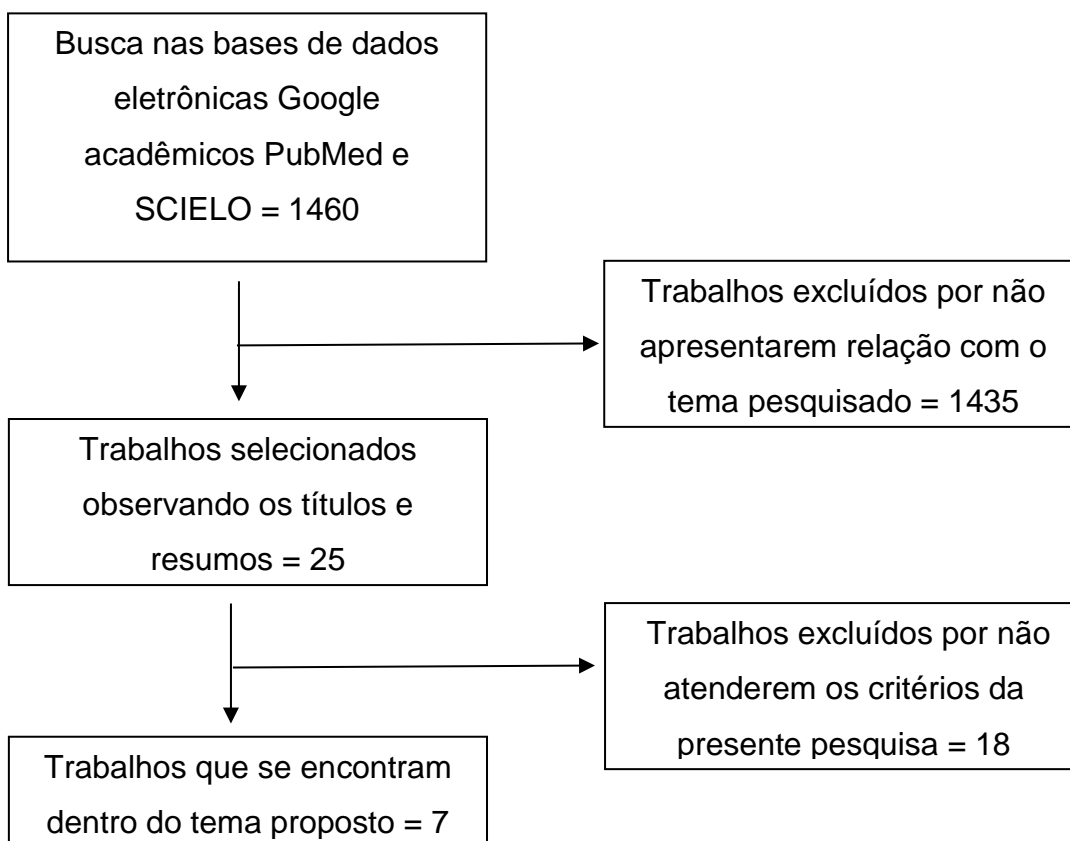 Busca nas bases de dados
eletrônicas Google
acadêmicos PubMed e
SCIELO = 1460
Trabalhos excluídos por não
apresentarem relação com o
tema pesquisado = 1435
Trabalhos selecionados
observando os títulos e
resumos = 25
Trabalhos excluídos por não
atenderem os critérios da
presente pesquisa = 18
Trabalhos que se encontram
dentro do tema proposto = 7